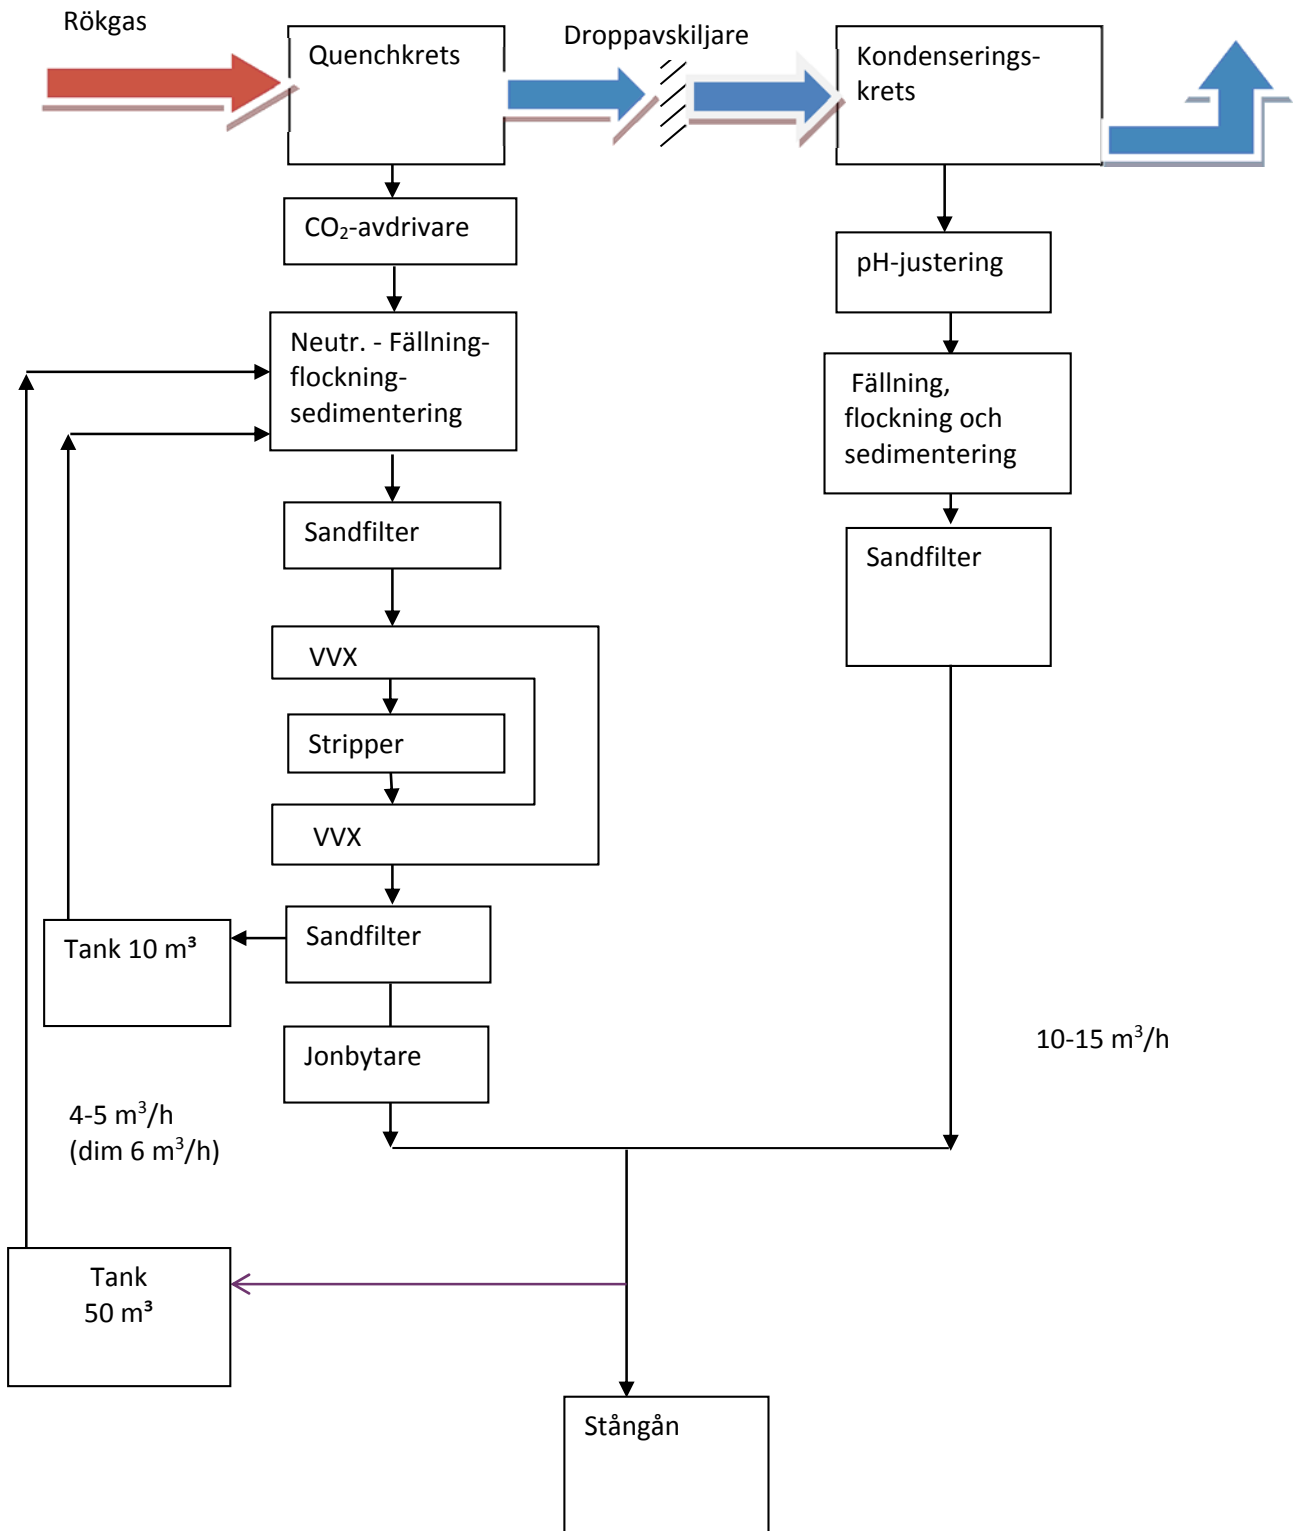 Rökgas
Quenchkrets
Droppavskiljare
Kondenserings-
krets
CO₂-avdrivare
pH-justering
Neutr. - Fällning-
flockning-
sedimentering
Fällning,
flockning och
sedimentering
Sandfilter
Sandfilter
VVX
Stripper
VVX
Sandfilter
Tank 10 m³
Jonbytare
10-15 m³/h
4-5 m³/h
(dim 6 m³/h)
Tank
50 m³
Stångån